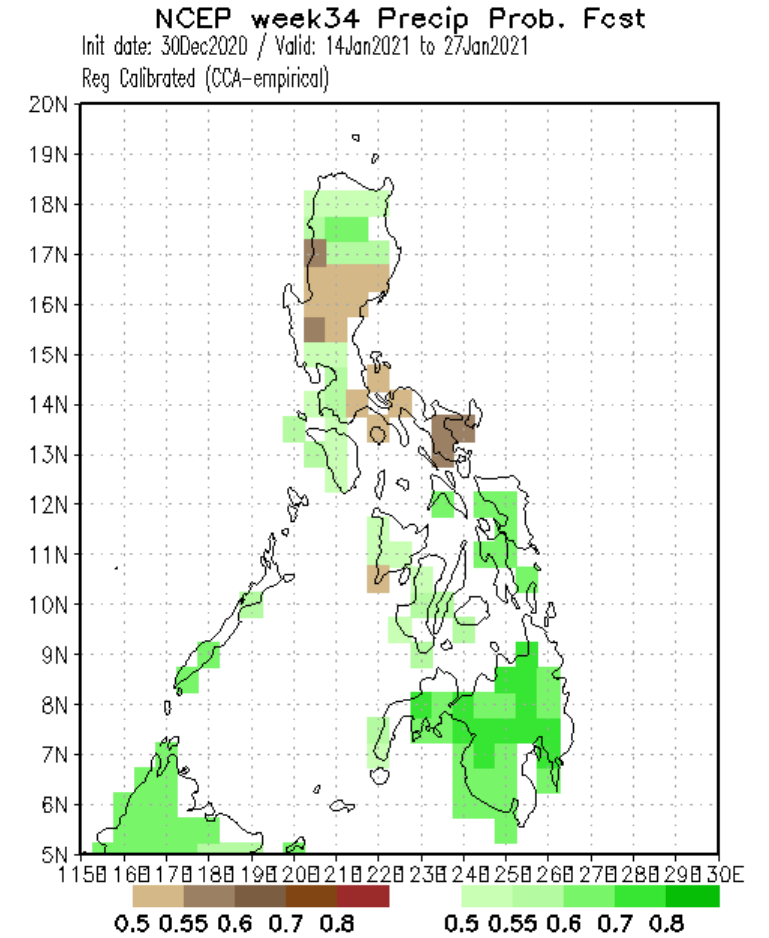 NCEP week34 Precip Prob. Fcst
Init date: 30Dec2020 / Valid: 14Jan2021 to 27Jan2021
Reg Calibrated (CCA-empirical)
20N
19N
18N
17N
16N
15N
14N
13N
12N
11N
10N
9N
8N
7N
6N
5N
115E 116E 117E 118E 119E 120E 121E 122E 123E 124E 125E 126E 127E 128E 129E 130E
0.5 0.55 0.6 0.7 0.8 0.5 0.55 0.6 0.7 0.8